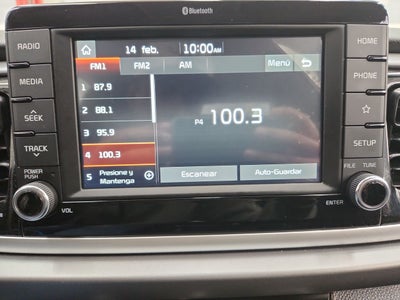 Bluetooth
RADIO
MEDIA
SEEK
TRACK
POWER
PUSH
VOL
14 feb. 10:00AM
FM1 FM2 AM Menú
1 87.9
2 88.1
3 95.9
4 100.3
5 Presione y
Mantenga
P4 100.3
Escanear Auto-Guardar
HOME
PHONE
SETUP
FILE TUNE
ENTER